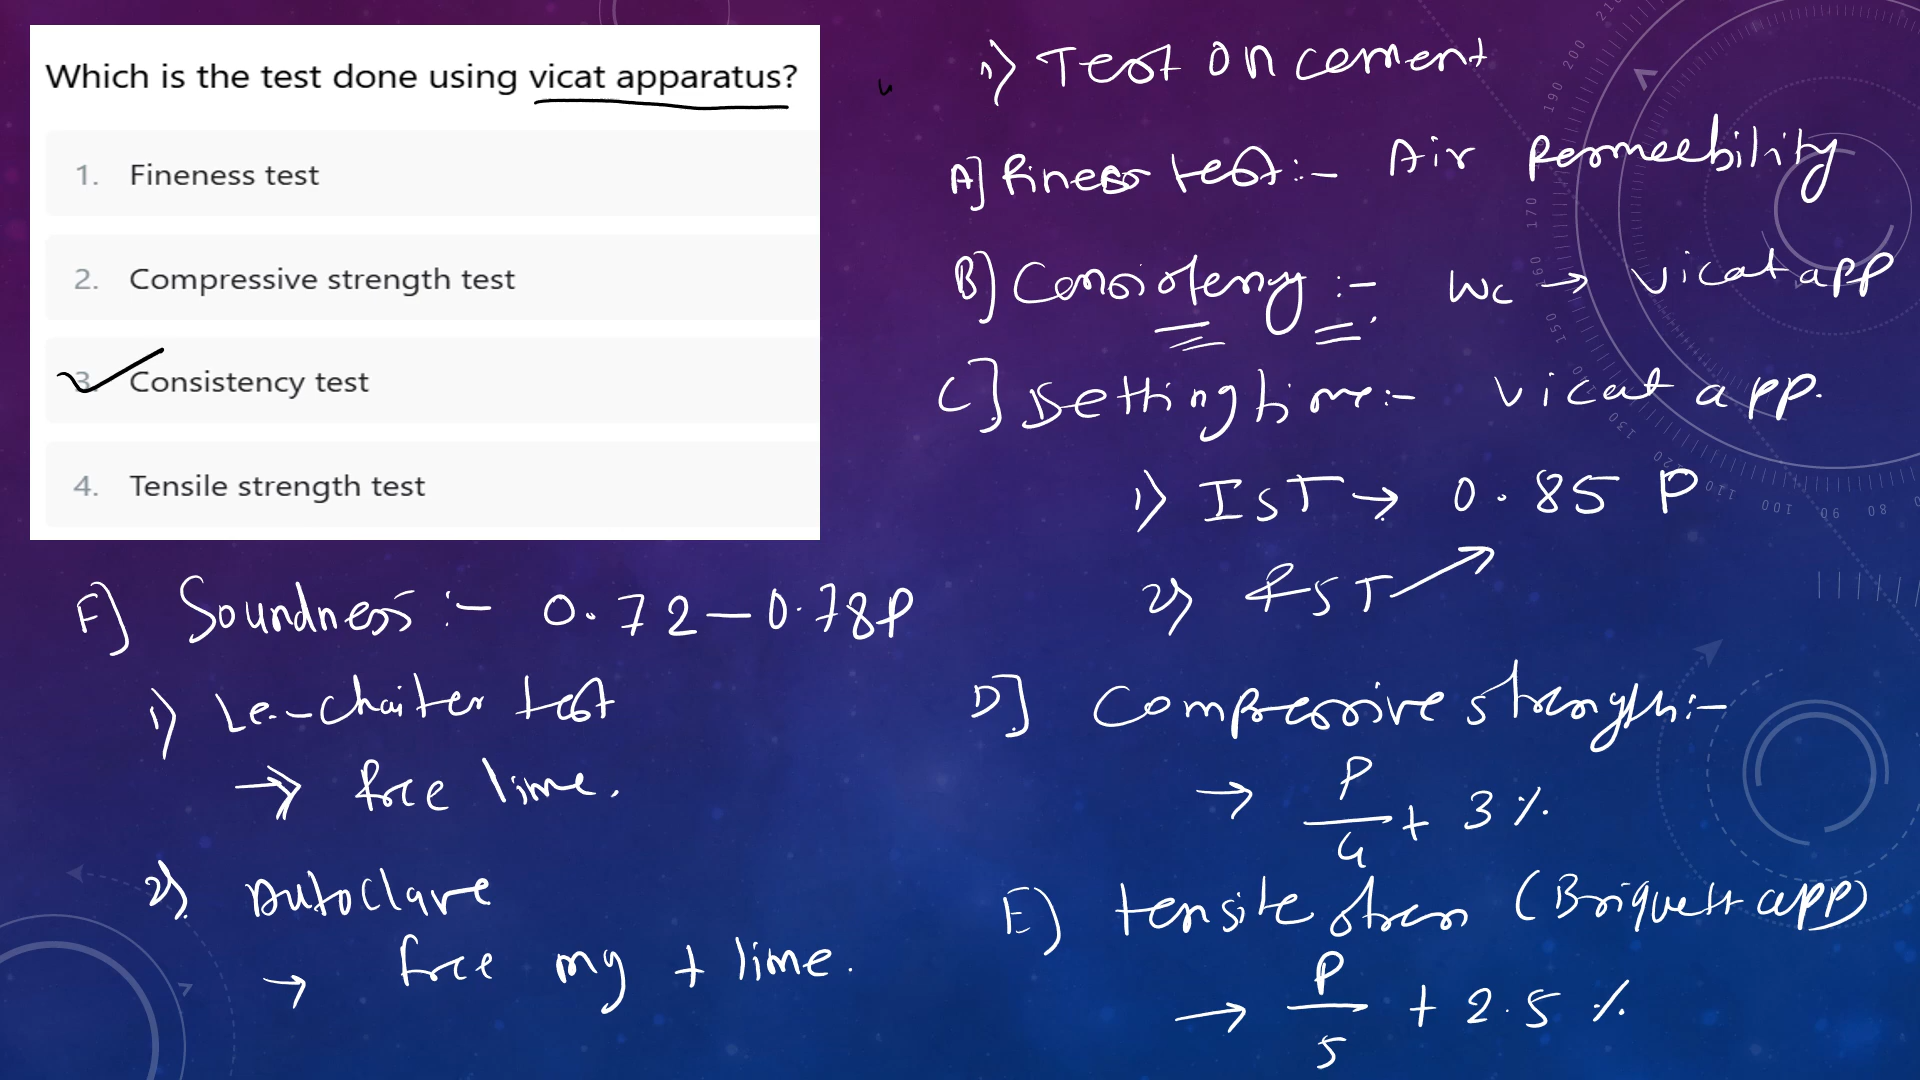 Which is the test done using vicat apparatus?
1. Fineness test
2. Compressive strength test
3. Consistency test
4. Tensile strength test
1) Test on cement
A] Fineness test:- Air permeebility
B] Consistency :- Wc → Vicat app
C] Setting time:- Vicat app.
1) IST → 0.85 P
2) FST
D] Compressive strength:-
→ P/4 + 3%
E) tensile stress (Briquett app)
→ P/5 + 2.5%
F) Soundness :- 0.72 – 0.78P
1) Le-chaiter test
→ free lime.
2) Autoclave
→ free mg + lime.